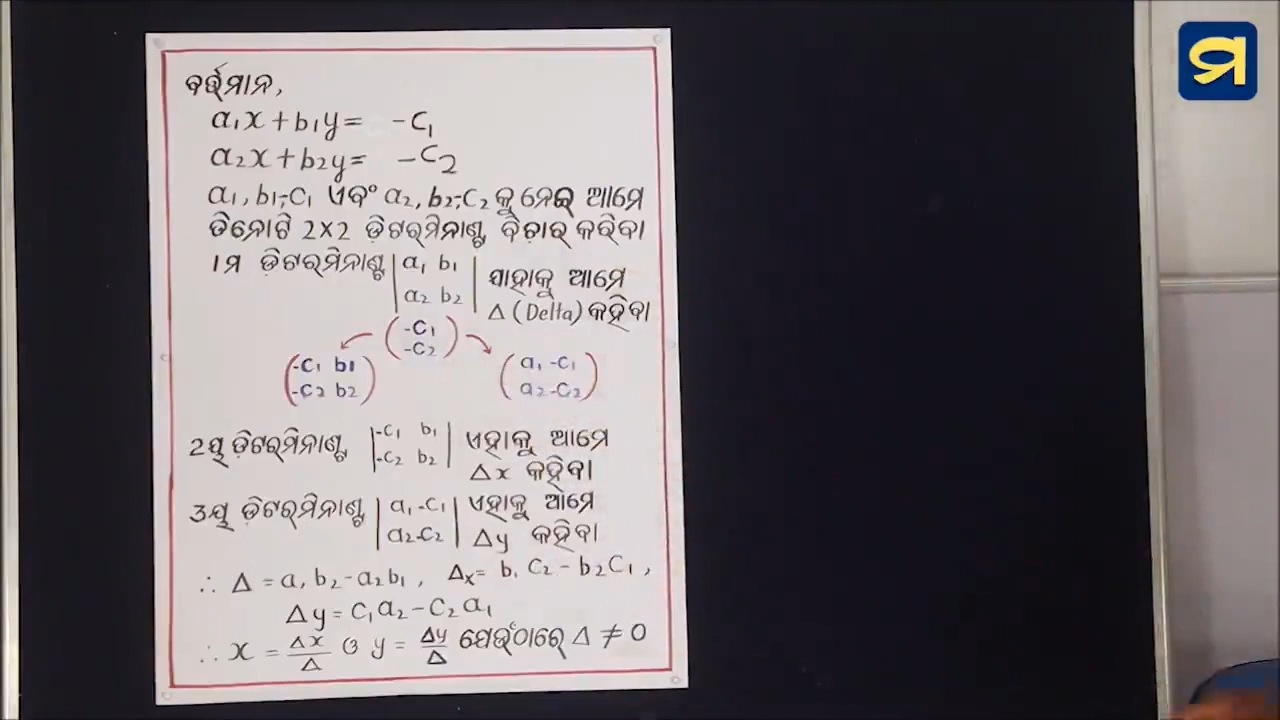 ବର୍ତ୍ତମାନ,
a₁x + b₁y = -c₁
a₂x + b₂y = -c₂
a₁, b₁,-c₁ ଏବଂ a₂, b₂,-c₂ କୁ ନେଇ ଆମେ
ତିନୋଟି 2×2 ଡ଼ିଟରମିନାଣ୍ଟ ବିଚାର କରିବା
1ମ ଡ଼ିଟରମିନାଣ୍ଟ |a₁ b₁| ଯାହାକୁ ଆମେ
|a₂ b₂| Δ (Delta) କହିବା
(-c₁)
(-c₂)
(-c₁ b₁) (a₁ -c₁)
(-c₂ b₂) (a₂ -c₂)
2ୟ ଡ଼ିଟରମିନାଣ୍ଟ |-c₁ b₁| ଏହାକୁ ଆମେ
|-c₂ b₂| Δx କହିବା
3ୟ ଡ଼ିଟରମିନାଣ୍ଟ |a₁ -c₁| ଏହାକୁ ଆମେ
|a₂ -c₂| Δy କହିବା
∴ Δ = a₁b₂ - a₂b₁, Δx = b₁c₂ - b₂c₁,
Δy = c₁a₂ - c₂a₁
∴ x = Δx/Δ ଓ y = Δy/Δ ଯେଉଁଠାରେ Δ ≠ 0
ସ